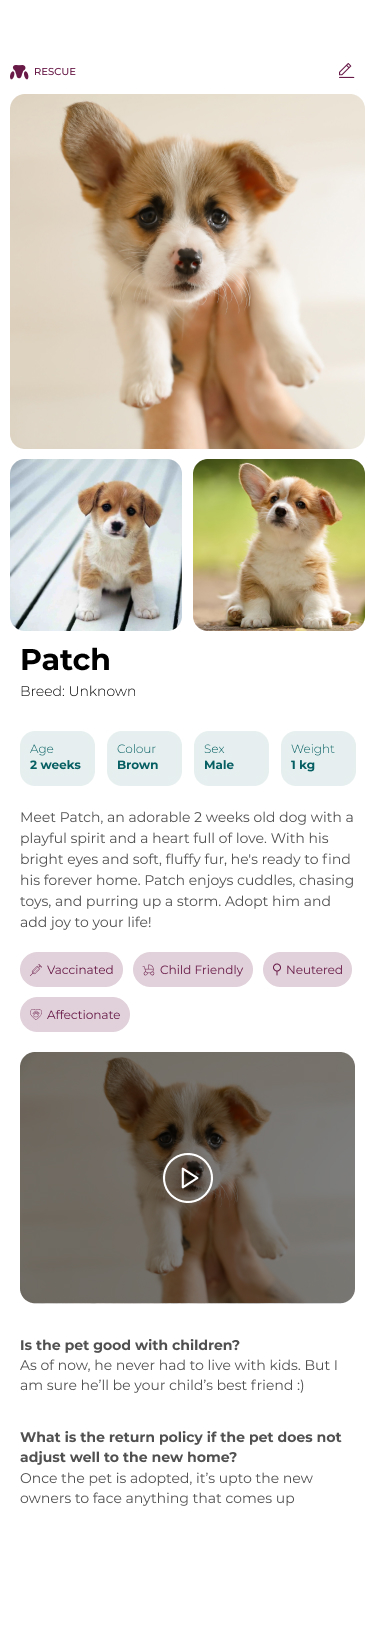 RESCUE
Patch
Breed: Unknown
Age
2 weeks
Colour
Brown
Sex
Male
Weight
1 kg
Meet Patch, an adorable 2 weeks old dog with a
playful spirit and a heart full of love. With his
bright eyes and soft, fluffy fur, he's ready to find
his forever home. Patch enjoys cuddles, chasing
toys, and purring up a storm. Adopt him and
add joy to your life!
Vaccinated
Child Friendly
Neutered
Affectionate
Is the pet good with children?
As of now, he never had to live with kids. But I
am sure he’ll be your child’s best friend :)
What is the return policy if the pet does not
adjust well to the new home?
Once the pet is adopted, it’s upto the new
owners to face anything that comes up